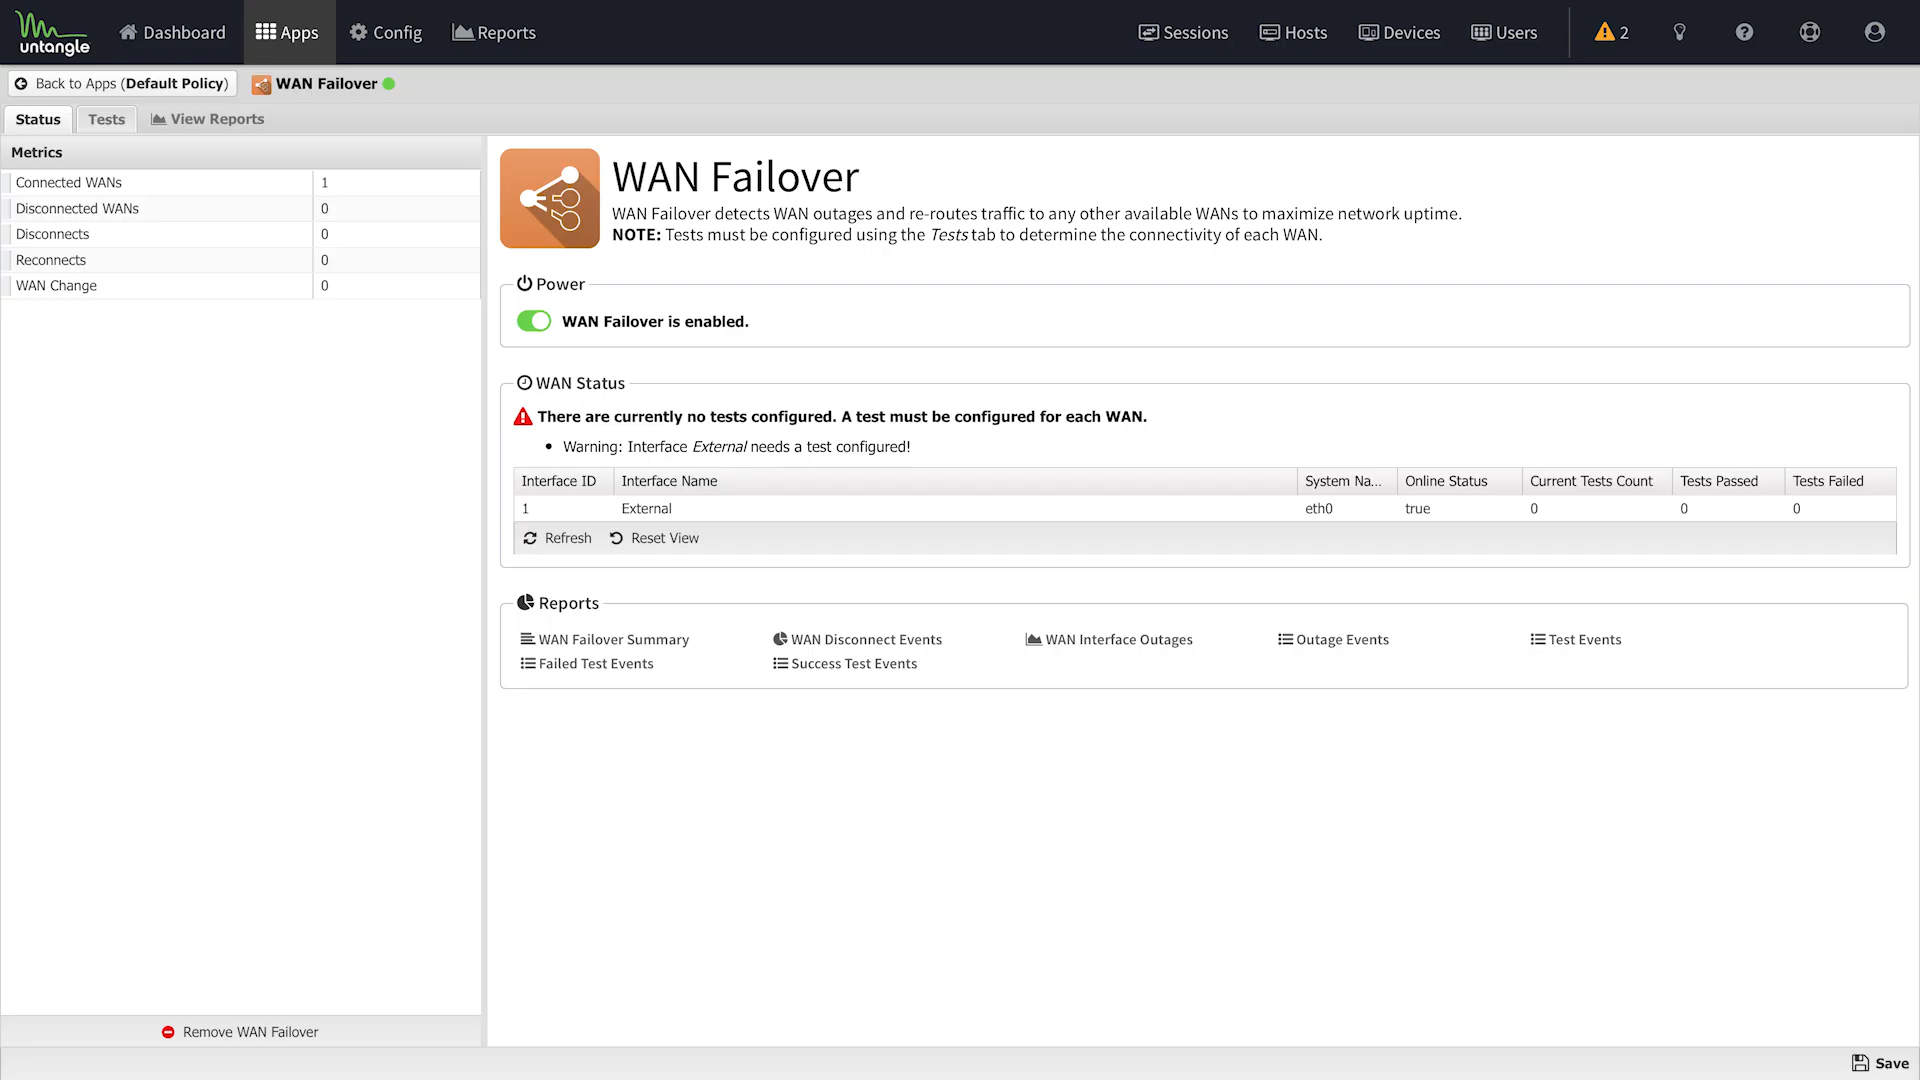 untangle
Dashboard
Apps
Config
Reports
Sessions
Hosts
Devices
Users
2
Back to Apps (Default Policy)
WAN Failover
Status
Tests
View Reports
Metrics
Connected WANs 1
Disconnected WANs 0
Disconnects 0
Reconnects 0
WAN Change 0
Remove WAN Failover
WAN Failover
WAN Failover detects WAN outages and re-routes traffic to any other available WANs to maximize network uptime.
NOTE: Tests must be configured using the Tests tab to determine the connectivity of each WAN.
Power
WAN Failover is enabled.
WAN Status
There are currently no tests configured. A test must be configured for each WAN.
• Warning: Interface External needs a test configured!
Interface ID Interface Name System Na... Online Status Current Tests Count Tests Passed Tests Failed
1 External eth0 true 0 0 0
Refresh Reset View
Reports
WAN Failover Summary WAN Disconnect Events WAN Interface Outages Outage Events Test Events
Failed Test Events Success Test Events
Save